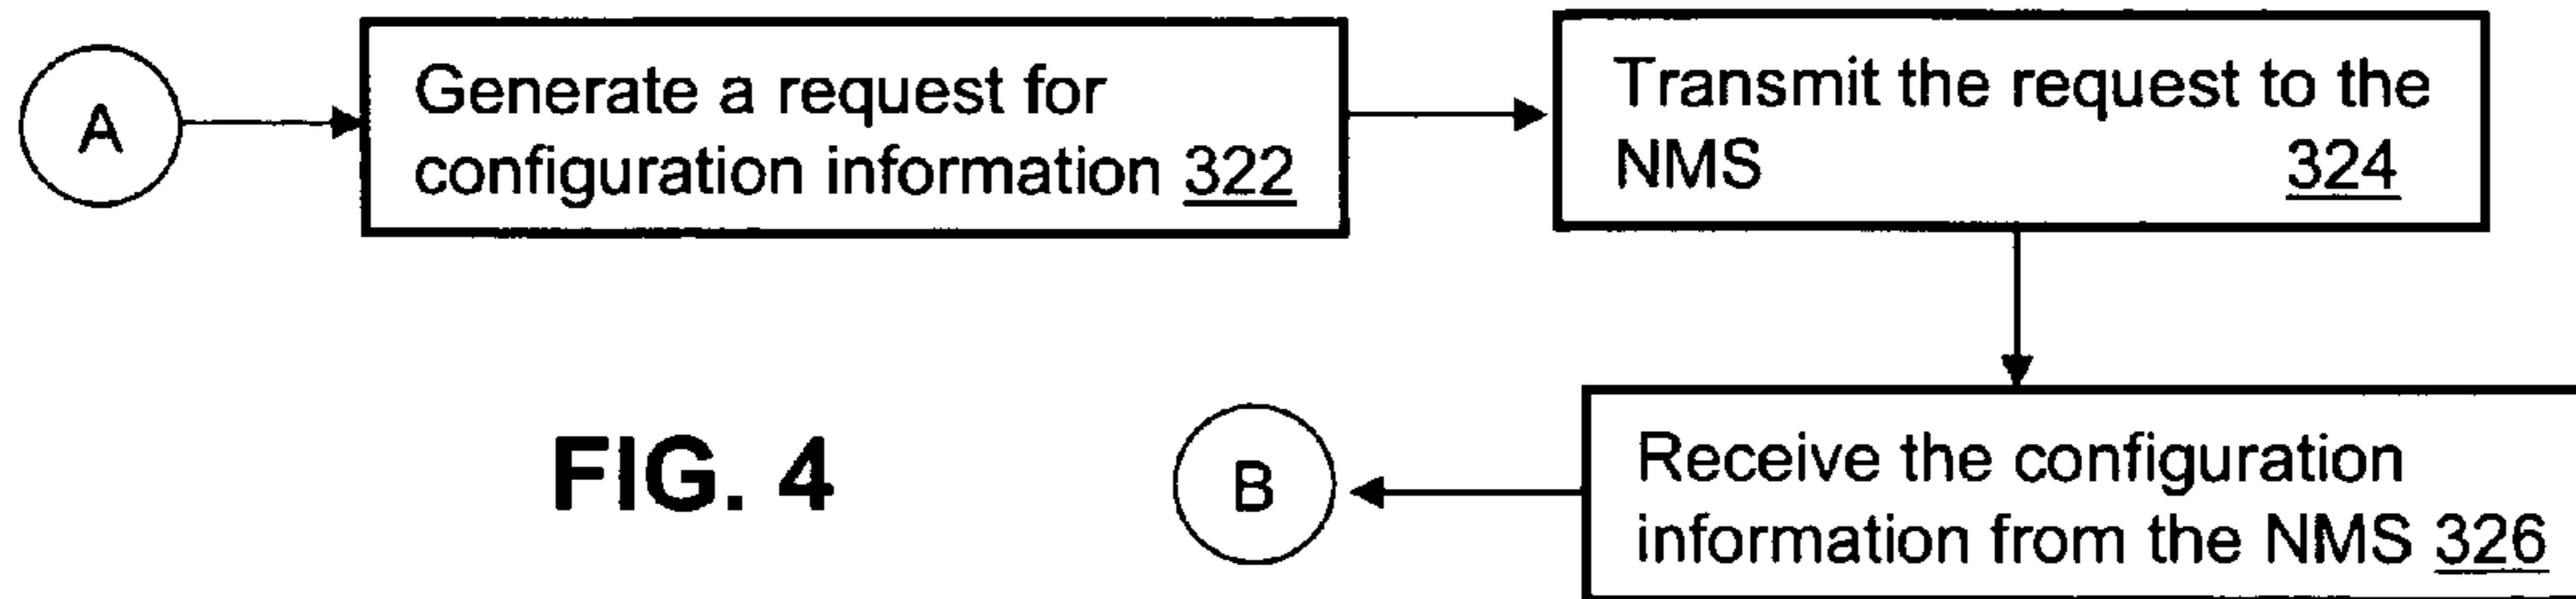 A
Generate a request for
configuration information 322
Transmit the request to the
NMS 324
Receive the configuration
information from the NMS 326
B
FIG. 4